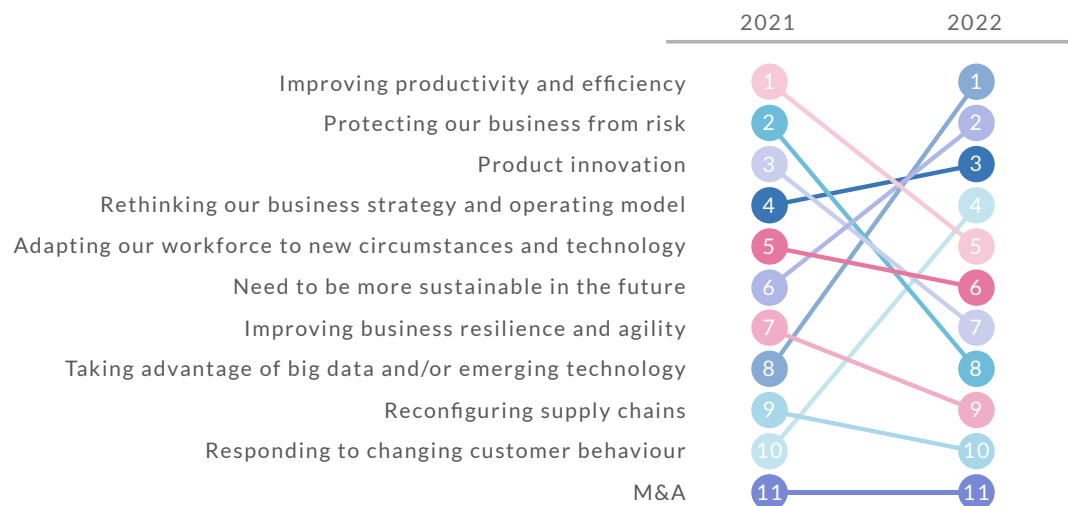 2021 2022
Improving productivity and efficiency 1 1
Protecting our business from risk 2 2
Product innovation 3 3
Rethinking our business strategy and operating model 4 4
Adapting our workforce to new circumstances and technology 5 5
Need to be more sustainable in the future 6 6
Improving business resilience and agility 7 7
Taking advantage of big data and/or emerging technology 8 8
Reconfiguring supply chains 9 9
Responding to changing customer behaviour 10 10
M&A 11 11